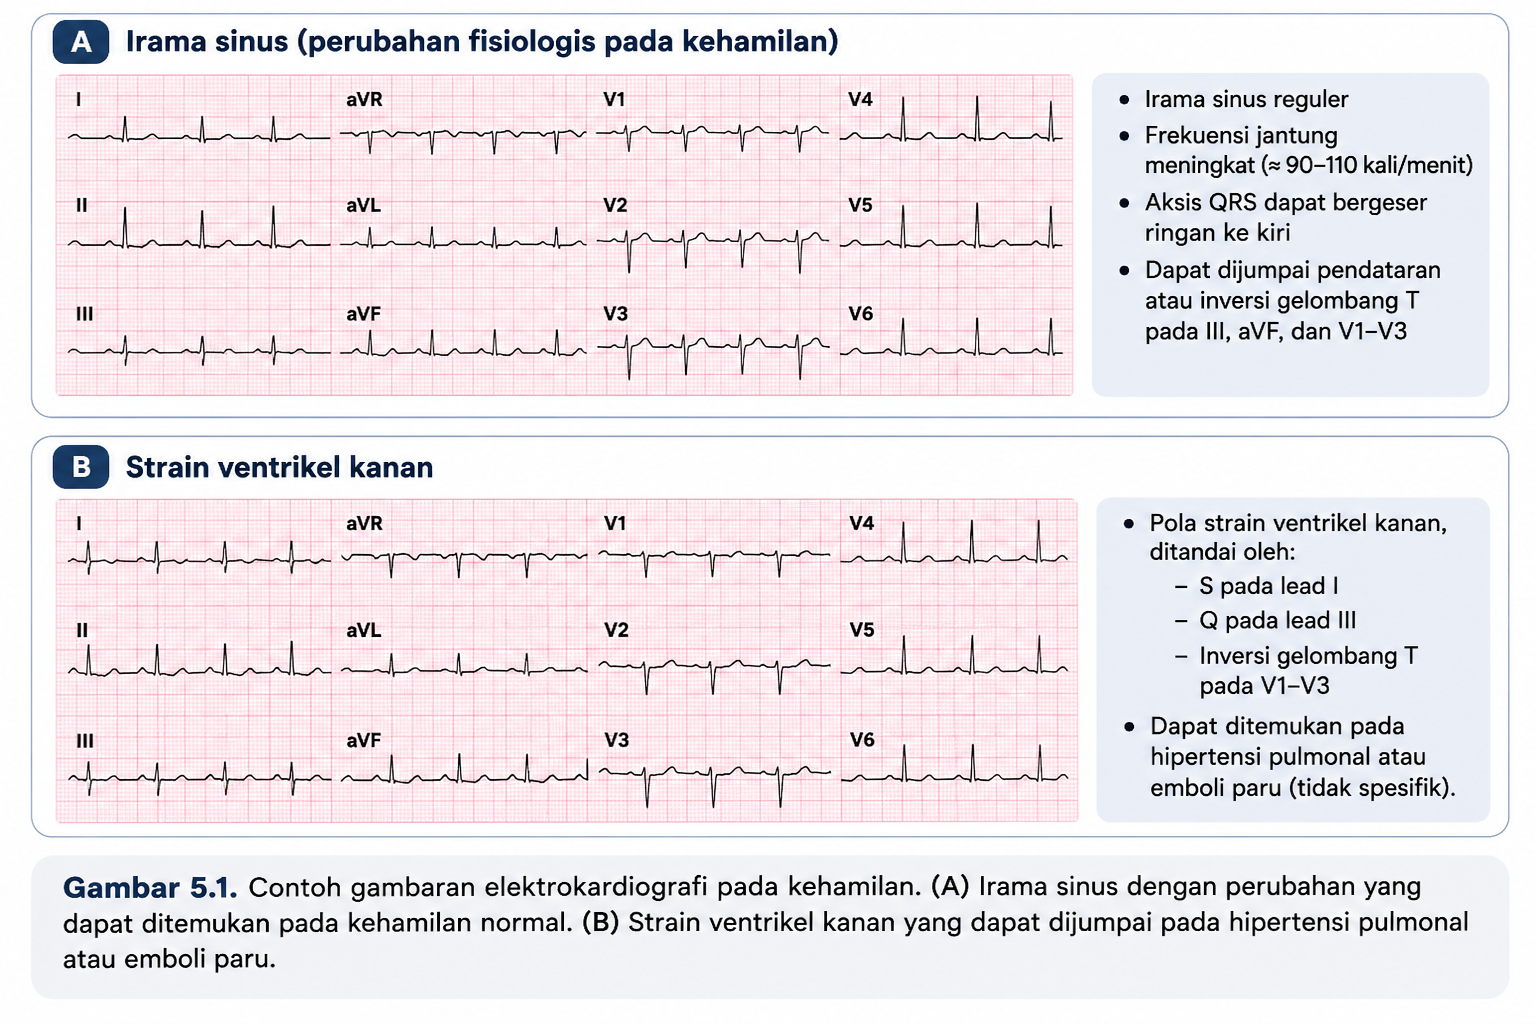 A Irama sinus (perubahan fisiologis pada kehamilan)
I
aVR
V1
V4
II
aVL
V2
V5
III
aVF
V3
V6
• Irama sinus reguler
• Frekuensi jantung
meningkat (≈ 90–110 kali/menit)
• Aksis QRS dapat bergeser
ringan ke kiri
• Dapat dijumpai pendataran
atau inversi gelombang T
pada III, aVF, dan V1–V3
B Strain ventrikel kanan
I
aVR
V1
V4
II
aVL
V2
V5
III
aVF
V3
V6
• Pola strain ventrikel kanan,
ditandai oleh:
– S pada lead I
– Q pada lead III
– Inversi gelombang T
pada V1–V3
• Dapat ditemukan pada
hipertensi pulmonal atau
emboli paru (tidak spesifik).
Gambar 5.1. Contoh gambaran elektrokardiografi pada kehamilan. (A) Irama sinus dengan perubahan yang
dapat ditemukan pada kehamilan normal. (B) Strain ventrikel kanan yang dapat dijumpai pada hipertensi pulmonal
atau emboli paru.